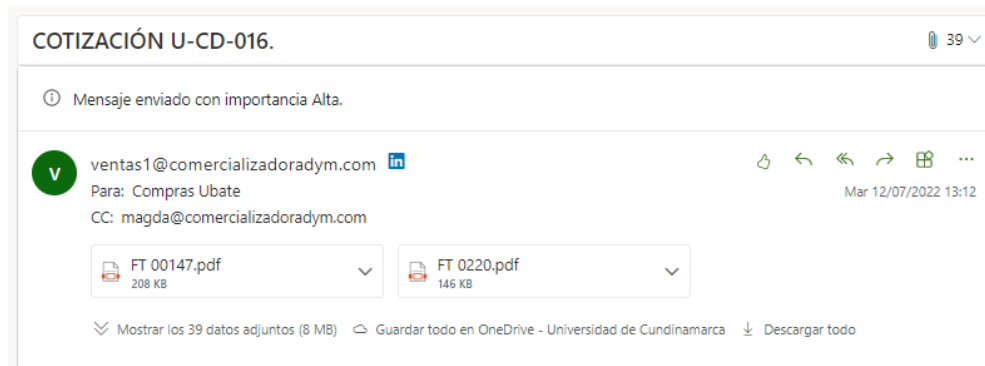 COTIZACIÓN U-CD-016.
39
Mensaje enviado con importancia Alta.
V
ventas1@comercializadoradym.com in
Para: Compras Ubate
Mar 12/07/2022 13:12
CC: magda@comercializadoradym.com
FT 00147.pdf
208 KB
FT 0220.pdf
146 KB
Mostrar los 39 datos adjuntos (8 MB) Guardar todo en OneDrive - Universidad de Cundinamarca Descargar todo